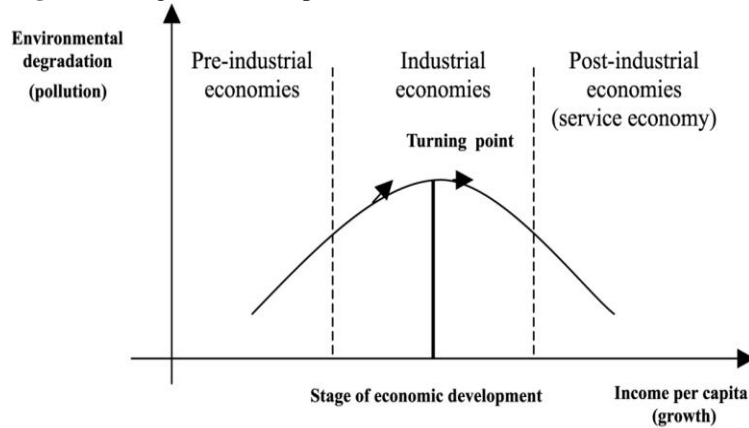 Environmental
degradation
(pollution)
Pre-industrial
economies
Industrial
economies
Post-industrial
economies
(service economy)
Turning point
Stage of economic development
Income per capita
(growth)